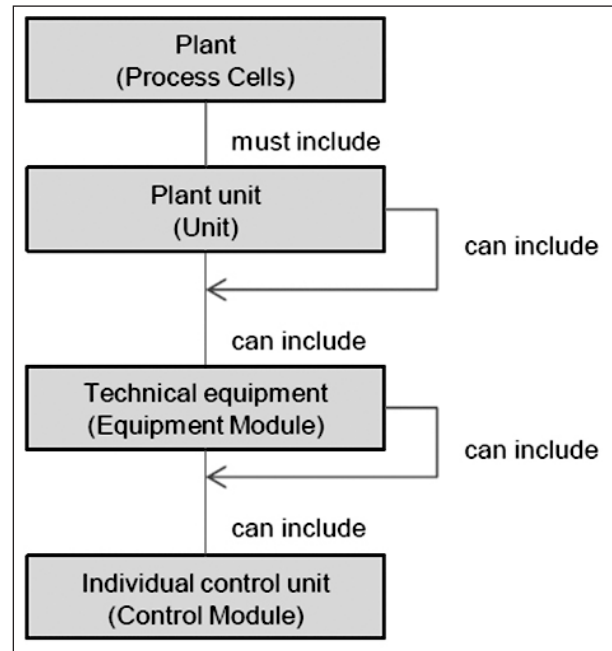 Plant
(Process Cells)
must include
Plant unit
(Unit)
can include
can include
Technical equipment
(Equipment Module)
can include
can include
Individual control unit
(Control Module)